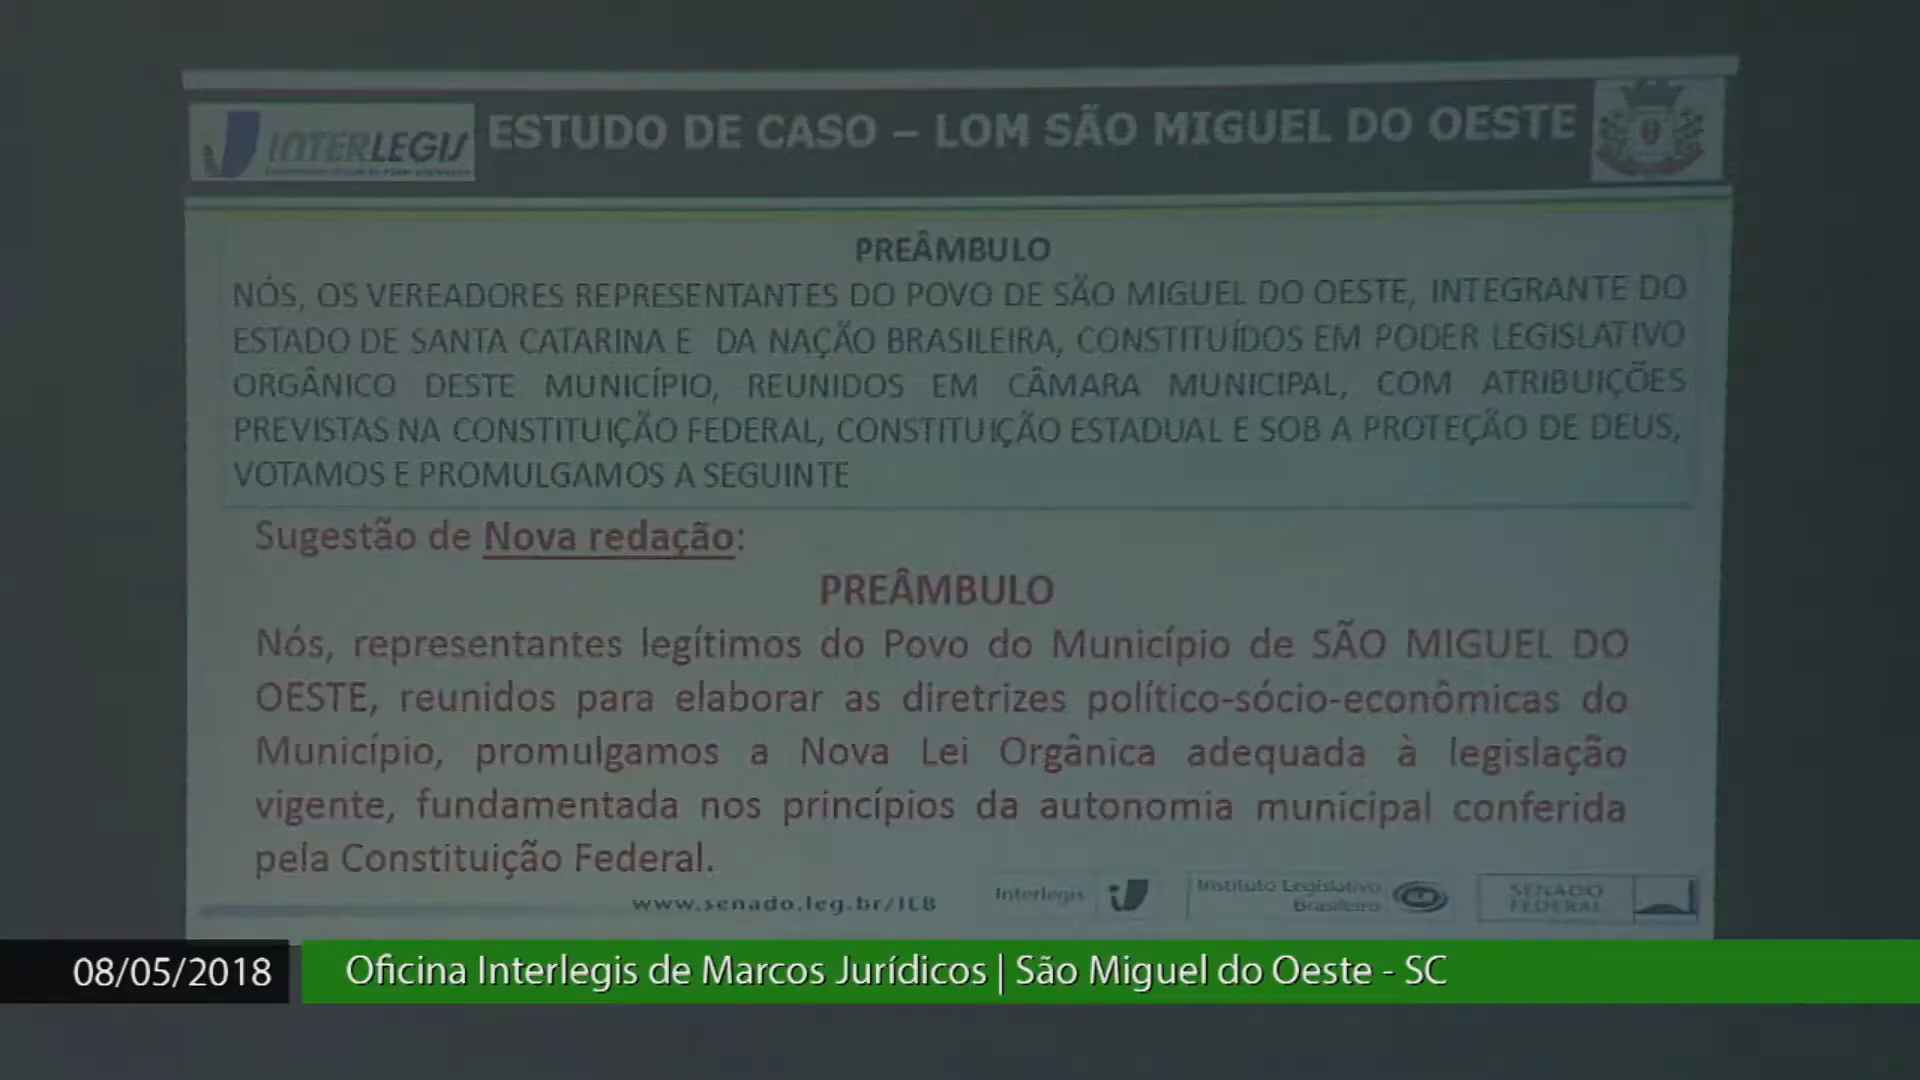 INTERLEGIS
ESTUDO DE CASO – LOM SÃO MIGUEL DO OESTE
PREÂMBULO
NÓS, OS VEREADORES REPRESENTANTES DO POVO DE SÃO MIGUEL DO OESTE, INTEGRANTE DO
ESTADO DE SANTA CATARINA E DA NAÇÃO BRASILEIRA, CONSTITUÍDOS EM PODER LEGISLATIVO
ORGÂNICO DESTE MUNICÍPIO, REUNIDOS EM CÂMARA MUNICIPAL, COM ATRIBUIÇÕES
PREVISTAS NA CONSTITUIÇÃO FEDERAL, CONSTITUIÇÃO ESTADUAL E SOB A PROTEÇÃO DE DEUS,
VOTAMOS E PROMULGAMOS A SEGUINTE
Sugestão de Nova redação:
PREÂMBULO
Nós, representantes legítimos do Povo do Município de SÃO MIGUEL DO
OESTE, reunidos para elaborar as diretrizes político-sócio-econômicas do
Município, promulgamos a Nova Lei Orgânica adequada à legislação
vigente, fundamentada nos princípios da autonomia municipal conferida
pela Constituição Federal.
www.senado.leg.br/ILB
Interlegis
Instituto Legislativo
Brasileiro
SENADO
FEDERAL
08/05/2018
Oficina Interlegis de Marcos Jurídicos | São Miguel do Oeste - SC